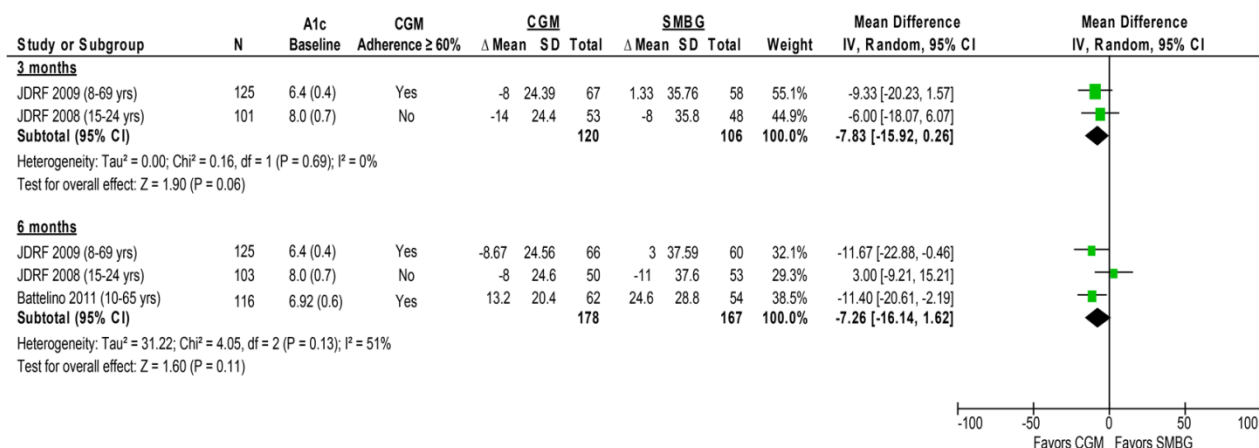 A1c CGM CGM SMBG Mean Difference Mean Difference
Study or Subgroup N Baseline Adherence ≥ 60% Δ Mean SD Total Δ Mean SD Total Weight IV, Random, 95% CI IV, Random, 95% CI
3 months
JDRF 2009 (8-69 yrs) 125 6.4 (0.4) Yes -8 24.39 67 1.33 35.76 58 55.1% -9.33 [-20.23, 1.57]
JDRF 2008 (15-24 yrs) 101 8.0 (0.7) No -14 24.4 53 -8 35.8 48 44.9% -6.00 [-18.07, 6.07]
Subtotal (95% CI) 120 106 100.0% -7.83 [-15.92, 0.26]
Heterogeneity: Tau² = 0.00; Chi² = 0.16, df = 1 (P = 0.69); I² = 0%
Test for overall effect: Z = 1.90 (P = 0.06)
6 months
JDRF 2009 (8-69 yrs) 125 6.4 (0.4) Yes -8.67 24.56 66 3 37.59 60 32.1% -11.67 [-22.88, -0.46]
JDRF 2008 (15-24 yrs) 103 8.0 (0.7) No -8 24.6 50 -11 37.6 53 29.3% 3.00 [-9.21, 15.21]
Battelino 2011 (10-65 yrs) 116 6.92 (0.6) Yes 13.2 20.4 62 24.6 28.8 54 38.5% -11.40 [-20.61, -2.19]
Subtotal (95% CI) 178 167 100.0% -7.26 [-16.14, 1.62]
Heterogeneity: Tau² = 31.22; Chi² = 4.05, df = 2 (P = 0.13); I² = 51%
Test for overall effect: Z = 1.60 (P = 0.11)
-100 -50 0 50 100
Favors CGM Favors SMBG